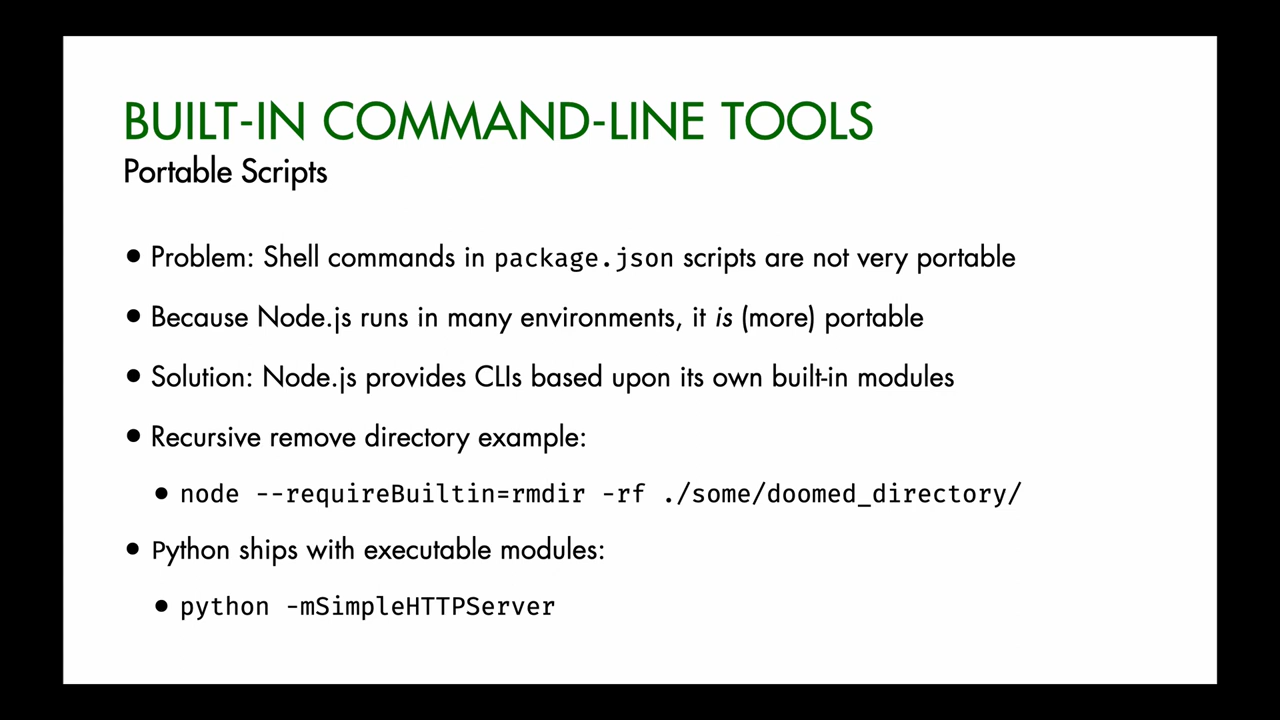 BUILT-IN COMMAND-LINE TOOLS
Portable Scripts
• Problem: Shell commands in package.json scripts are not very portable
• Because Node.js runs in many environments, it is (more) portable
• Solution: Node.js provides CLIs based upon its own built-in modules
• Recursive remove directory example:
• node --requireBuiltin=rmdir -rf ./some/doomed_directory/
• Python ships with executable modules:
• python -mSimpleHTTPServer